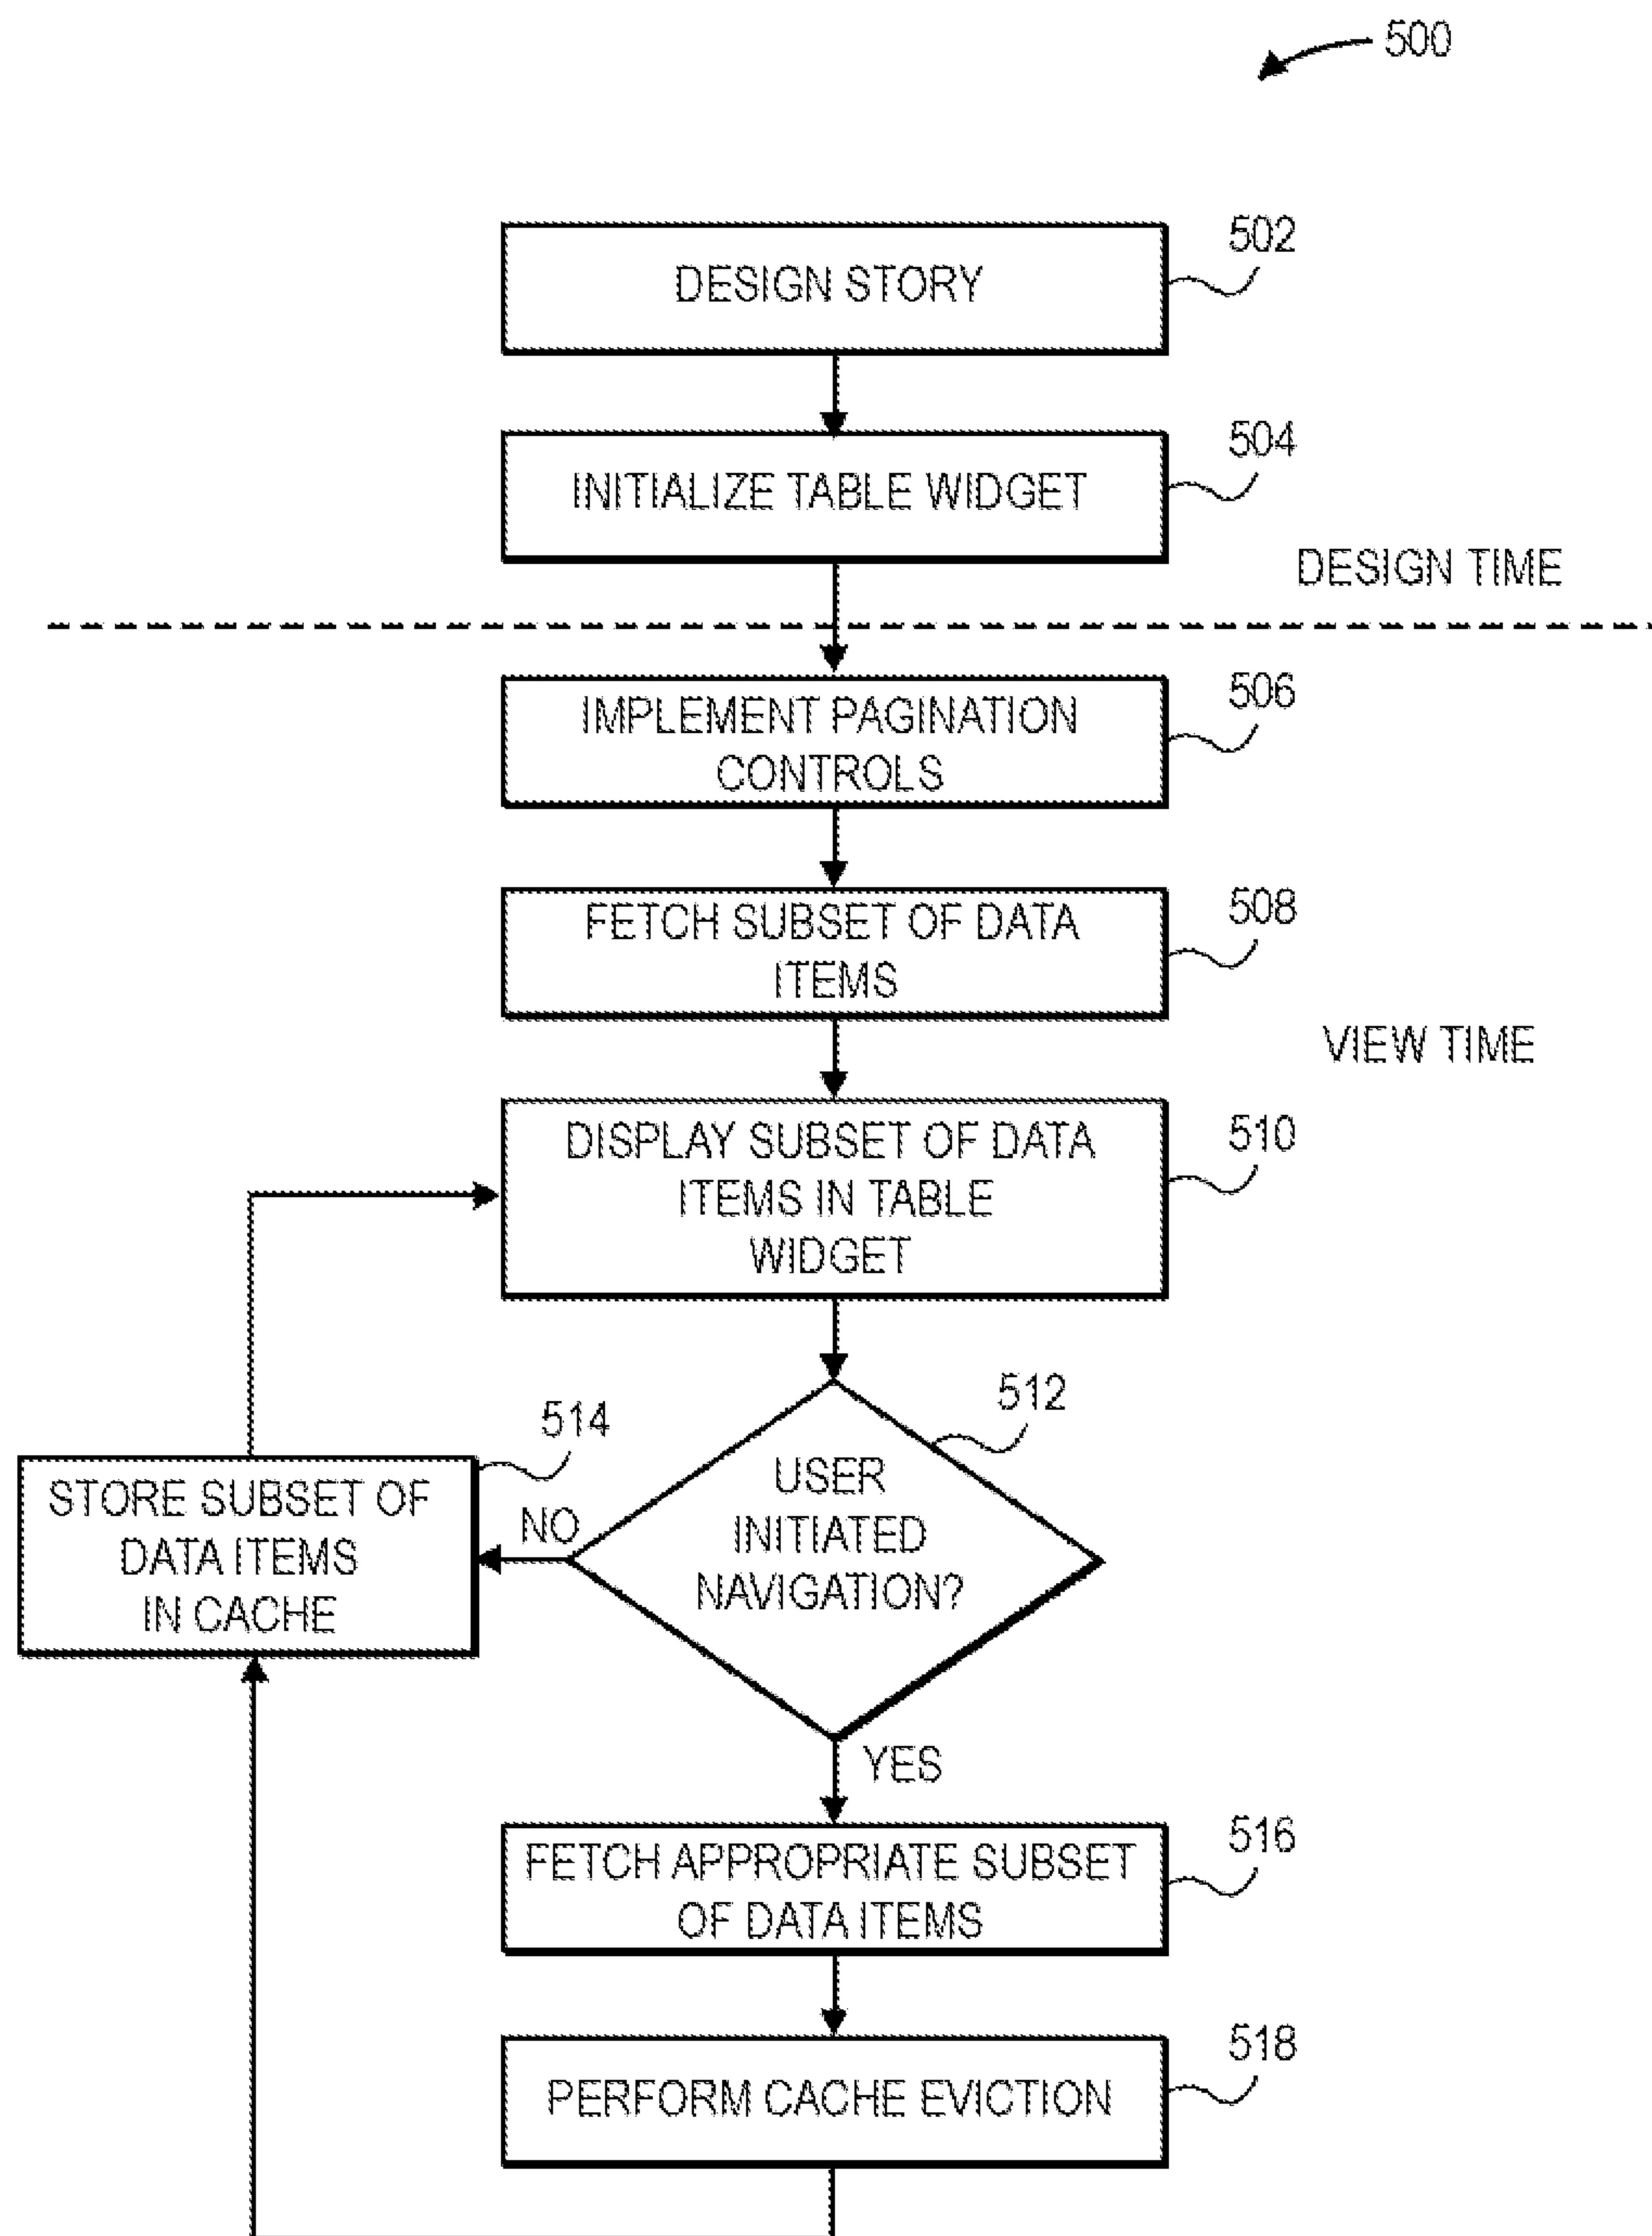 500
502
DESIGN STORY
504
INITIALIZE TABLE WIDGET
DESIGN TIME
506
IMPLEMENT PAGINATION
CONTROLS
508
FETCH SUBSET OF DATA
ITEMS
VIEW TIME
510
DISPLAY SUBSET OF DATA
ITEMS IN TABLE
WIDGET
512
USER
INITIATED
NAVIGATION?
514
STORE SUBSET OF
DATA ITEMS
IN CACHE
NO
YES
516
FETCH APPROPRIATE SUBSET
OF DATA ITEMS
518
PERFORM CACHE EVICTION